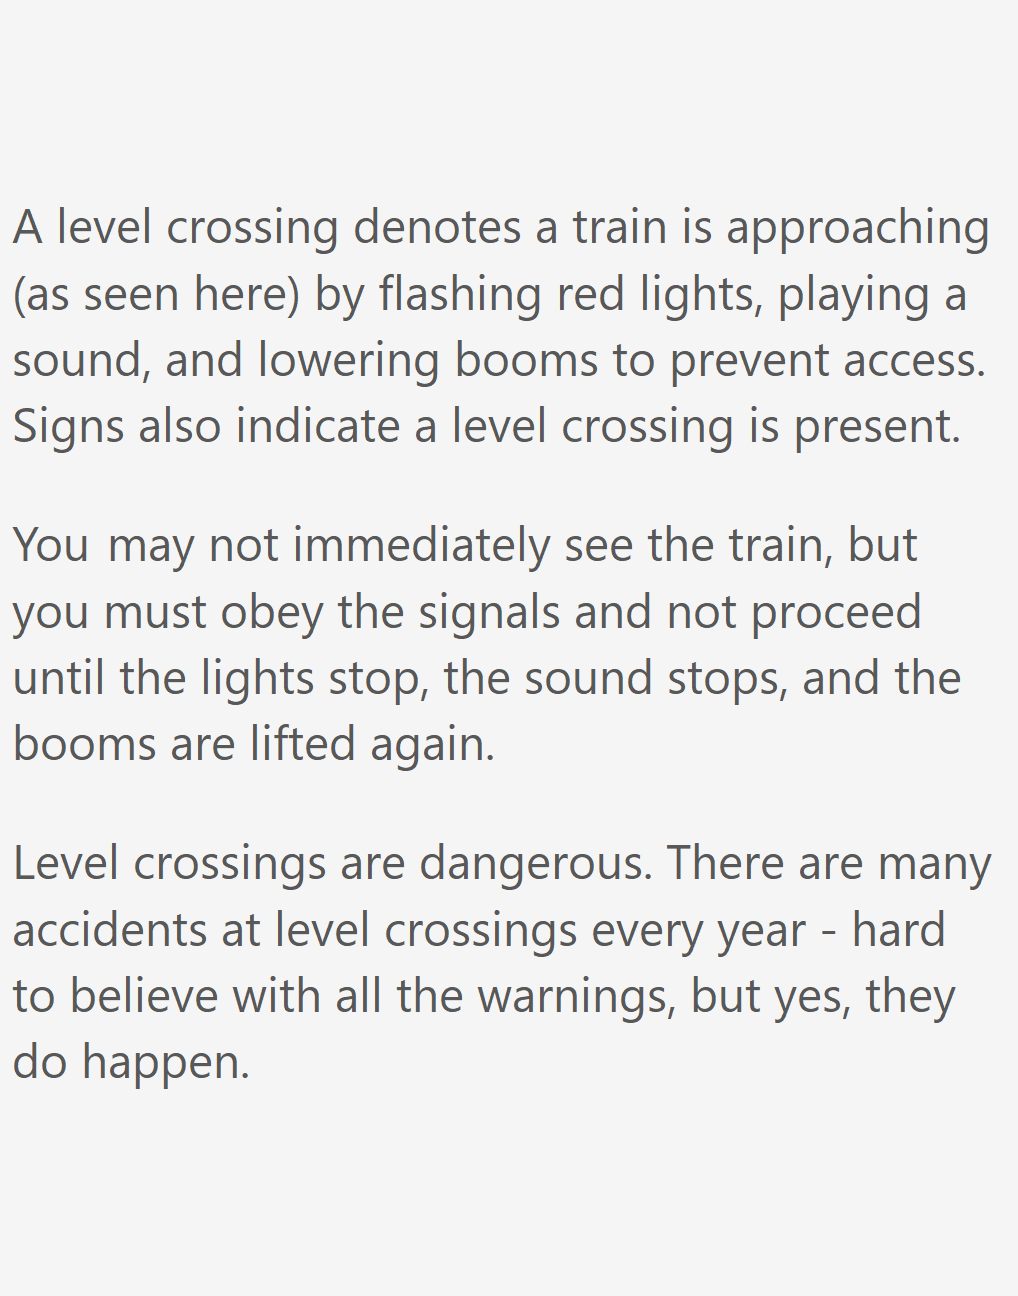 A level crossing denotes a train is approaching
(as seen here) by flashing red lights, playing a
sound, and lowering booms to prevent access.
Signs also indicate a level crossing is present.
You may not immediately see the train, but
you must obey the signals and not proceed
until the lights stop, the sound stops, and the
booms are lifted again.
Level crossings are dangerous. There are many
accidents at level crossings every year - hard
to believe with all the warnings, but yes, they
do happen.